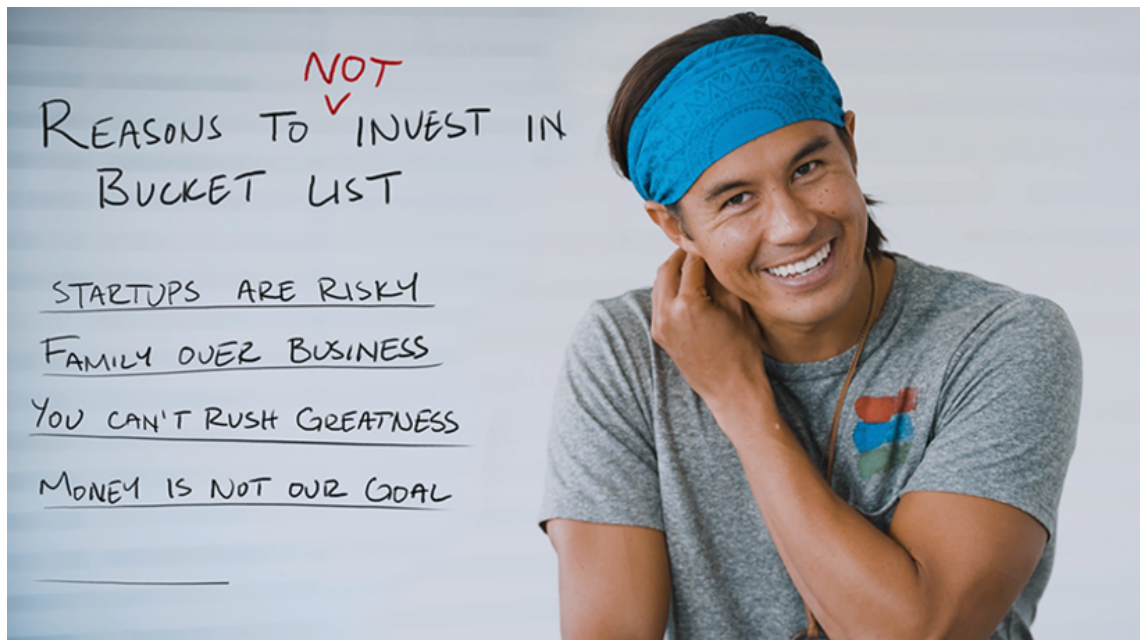 REASONS TO NOT INVEST IN
BUCKET LIST
STARTUPS ARE RISKY
FAMILY OVER BUSINESS
YOU CAN'T RUSH GREATNESS
MONEY IS NOT OUR GOAL